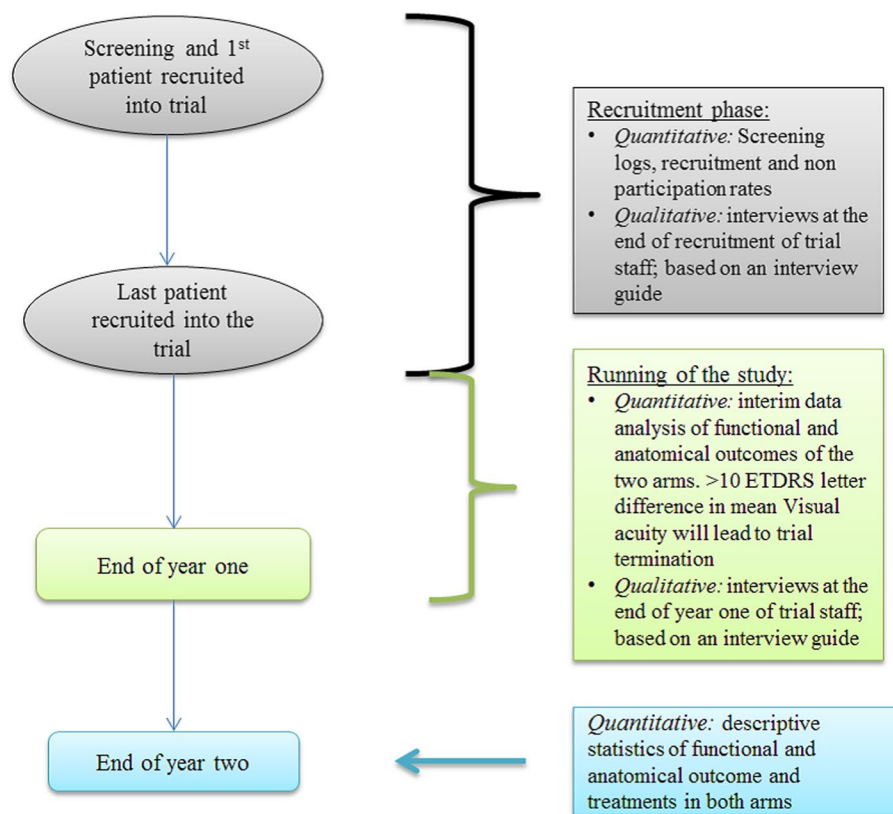 Screening and 1st
patient recruited
into trial
Last patient
recruited into the
trial
End of year one
End of year two
Recruitment phase:
• Quantitative: Screening
logs, recruitment and non
participation rates
• Qualitative: interviews at the
end of recruitment of trial
staff; based on an interview
guide
Running of the study:
• Quantitative: interim data
analysis of functional and
anatomical outcomes of the
two arms. >10 ETDRS letter
difference in mean Visual
acuity will lead to trial
termination
• Qualitative: interviews at the
end of year one of trial staff;
based on an interview guide
Quantitative: descriptive
statistics of functional and
anatomical outcome and
treatments in both arms